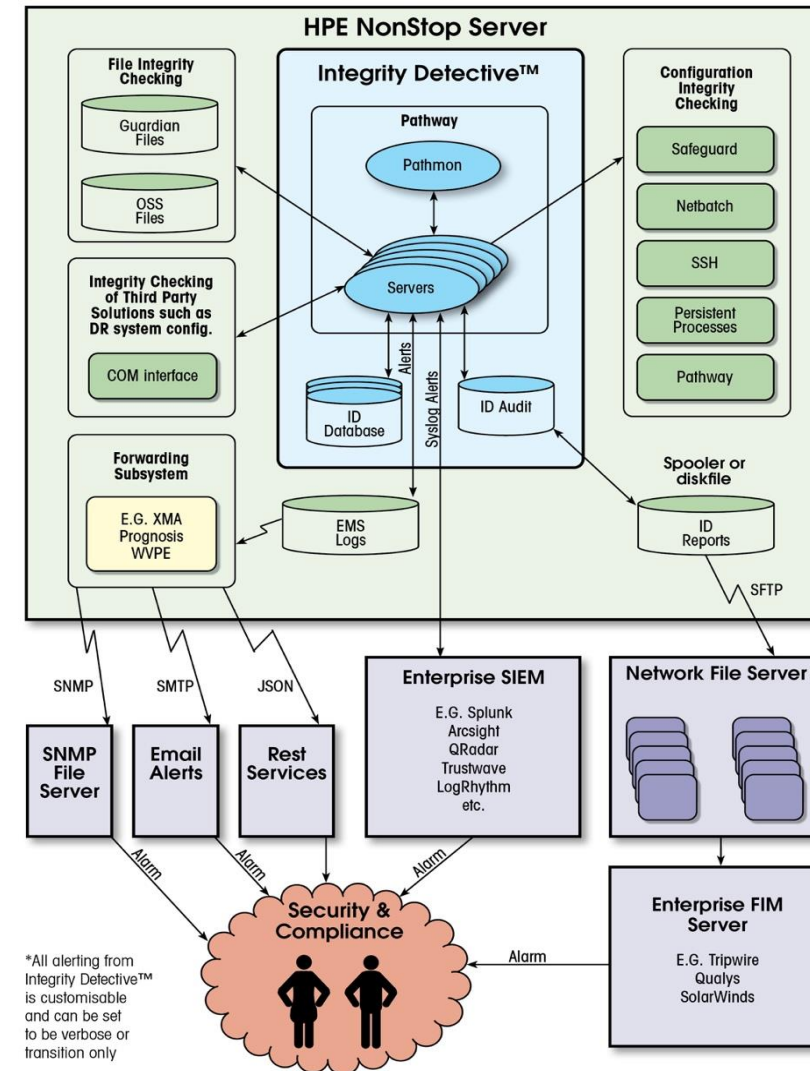 HPE NonStop Server
File Integrity
Checking
Guardian
Files
OSS
Files
Integrity Checking
of Third Party
Solutions such as
DR system config.
COM interface
Forwarding
Subsystem
E.G. XMA
Prognosis
WVPE
Integrity Detective™
Pathway
Pathmon
Servers
Alerts
Syslog Alerts
ID
Database
ID Audit
EMS
Logs
Configuration
Integrity
Checking
Safeguard
Netbatch
SSH
Persistent
Processes
Pathway
Spooler or
diskfile
ID
Reports
SFTP
SNMP
SMTP
JSON
SNMP
File
Server
Email
Alerts
Rest
Services
Enterprise SIEM
E.G. Splunk
Arcsight
QRadar
Trustwave
LogRhythm
etc.
Network File Server
Alarm
Alarm
Alarm
Security &
Compliance
Alarm
Enterprise FIM
Server
E.G. Tripwire
Qualys
SolarWinds
*All alerting from
Integrity Detective™
is customisable
and can be set
to be verbose or
transition only